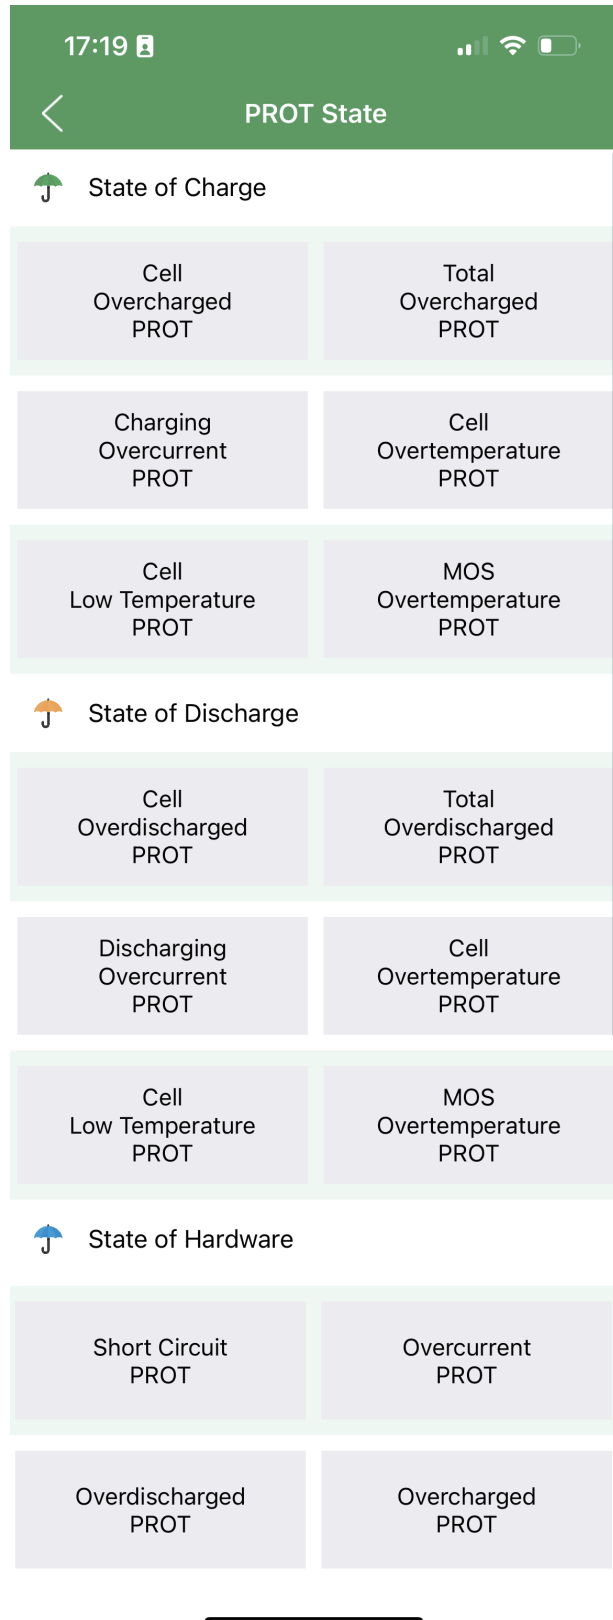 17:19
PROT State
State of Charge
Cell
Overcharged
PROT
Total
Overcharged
PROT
Charging
Overcurrent
PROT
Cell
Overtemperature
PROT
Cell
Low Temperature
PROT
MOS
Overtemperature
PROT
State of Discharge
Cell
Overdischarged
PROT
Total
Overdischarged
PROT
Discharging
Overcurrent
PROT
Cell
Overtemperature
PROT
Cell
Low Temperature
PROT
MOS
Overtemperature
PROT
State of Hardware
Short Circuit
PROT
Overcurrent
PROT
Overdischarged
PROT
Overcharged
PROT